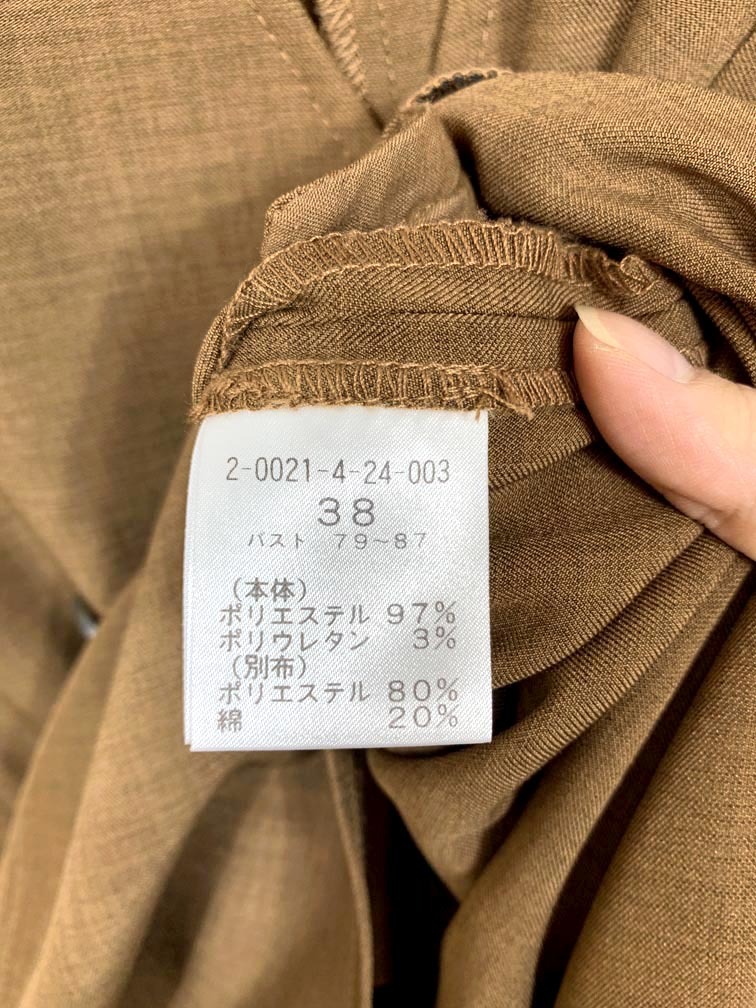 2-0021-4-24-003
38
バスト 79~87
(本体)
ポリエステル 97%
ポリウレタン 3%
(別布)
ポリエステル 80%
綿 20%